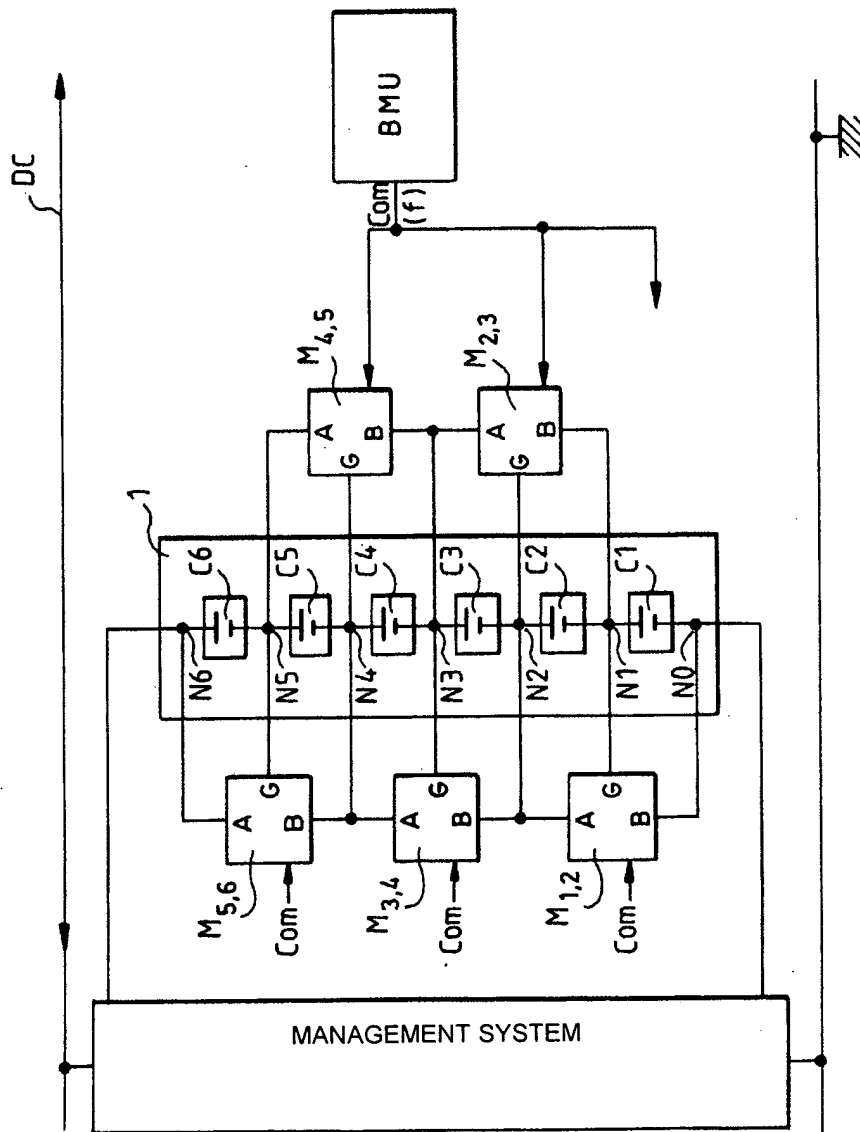 DC
BMU
Com
(f)
M4,5
A
B
G
M2,3
A
B
G
1
C6
C5
C4
C3
C2
C1
N6
N5
N4
N3
N2
N1
N0
A
G
B
M5,6
Com
A
G
B
M3,4
Com
A
G
B
M1,2
Com
MANAGEMENT SYSTEM